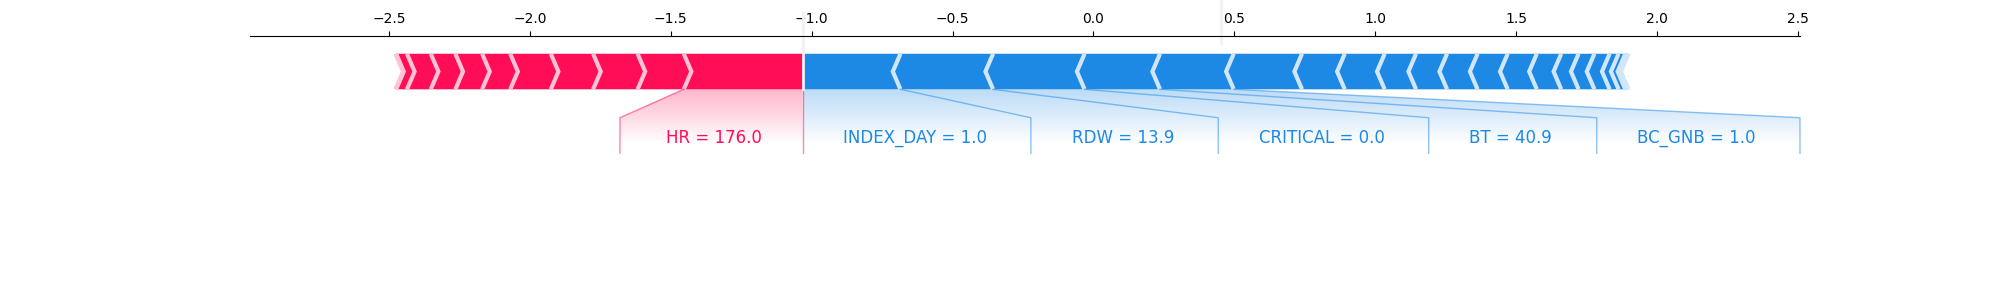 −2.5 −2.0 −1.5 −1.0 −0.5 0.0 0.5 1.0 1.5 2.0 2.5
HR = 176.0 INDEX_DAY = 1.0 RDW = 13.9 CRITICAL = 0.0 BT = 40.9 BC_GNB = 1.0